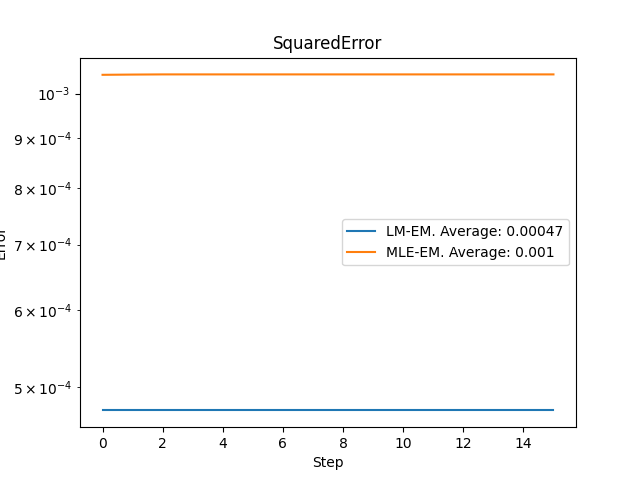 SquaredError
10⁻³
9 × 10⁻⁴
8 × 10⁻⁴
7 × 10⁻⁴
6 × 10⁻⁴
5 × 10⁻⁴
Error
LM-EM. Average: 0.00047
MLE-EM. Average: 0.001
0 2 4 6 8 10 12 14
Step